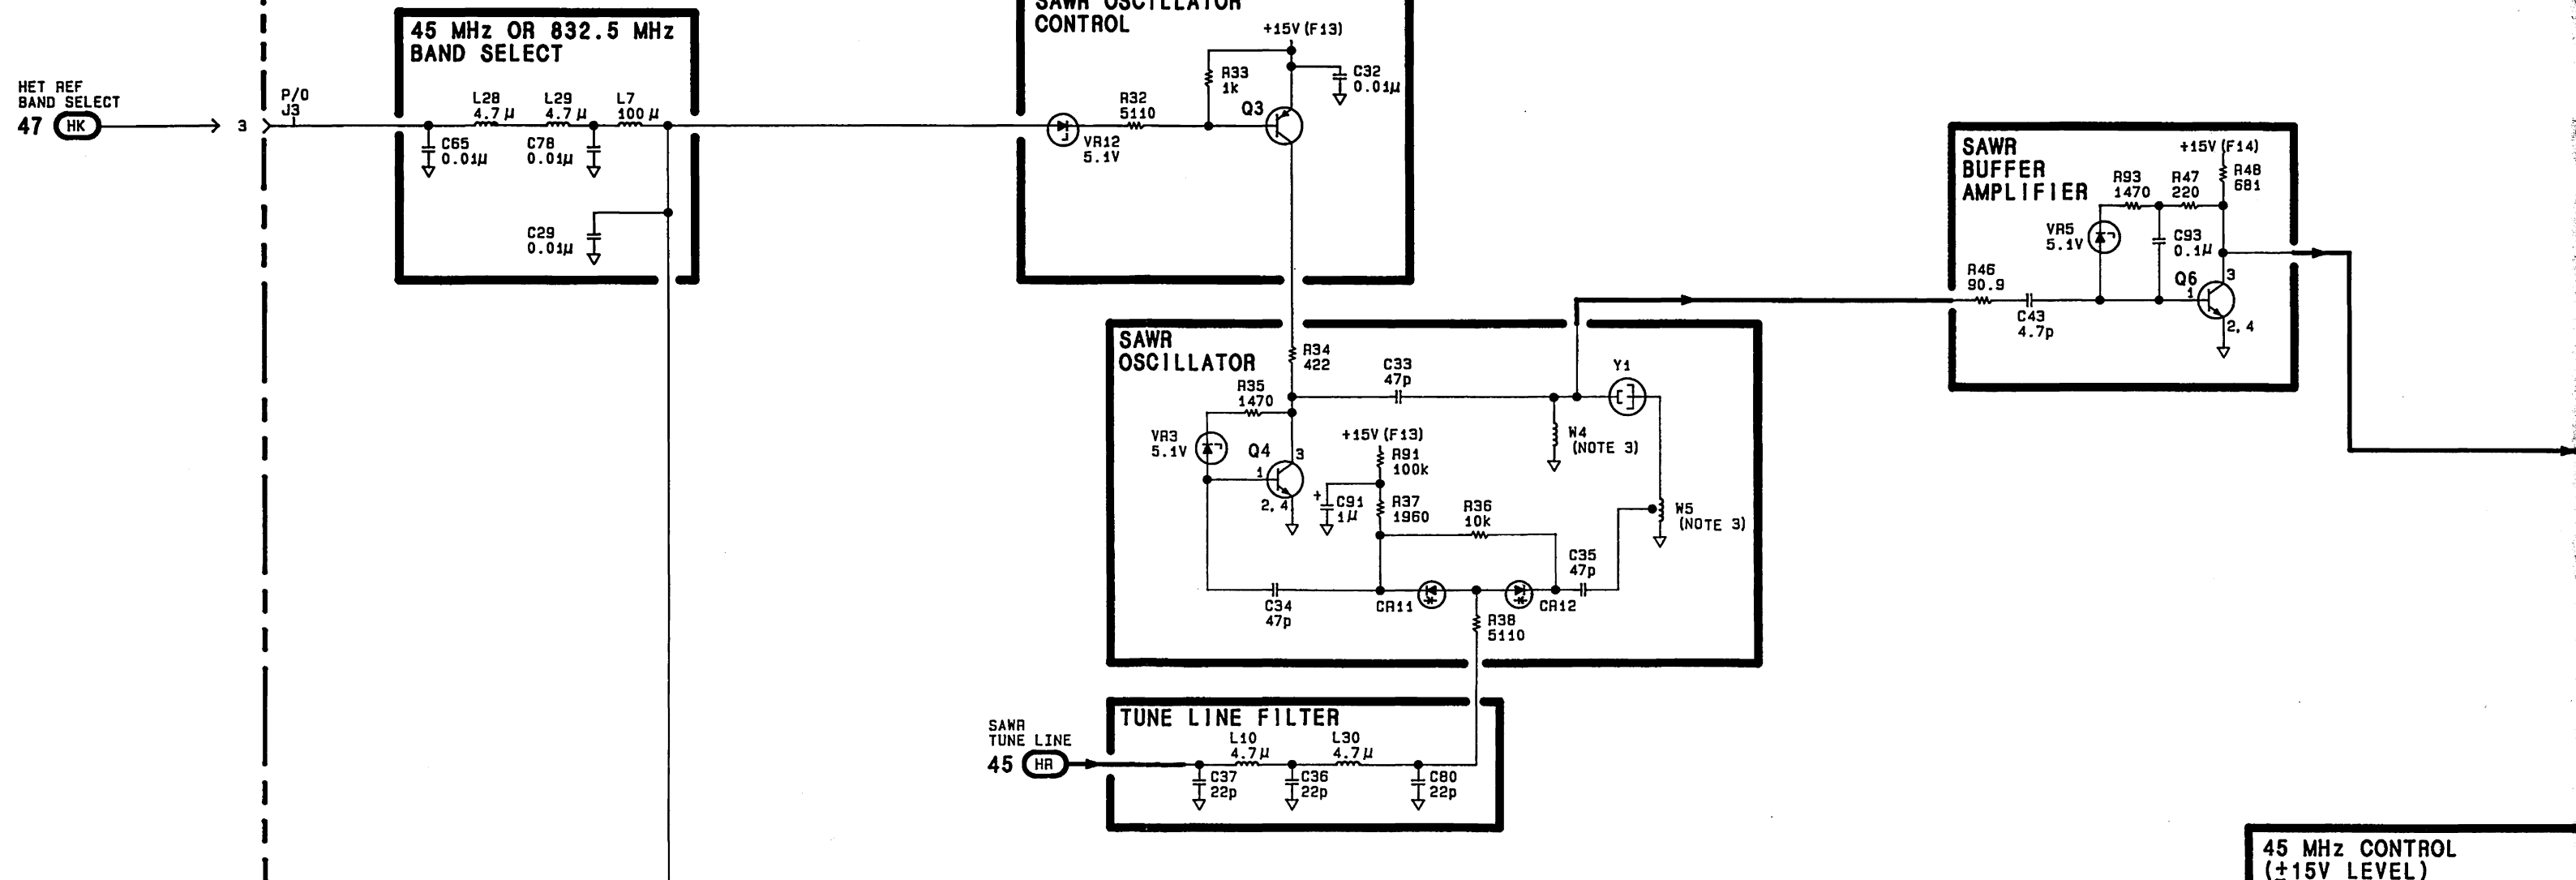 45 MHz OR 832.5 MHz
BAND SELECT
HET REF
BAND SELECT
47 HK
3
P/O
J3
L28
4.7µ
L29
4.7µ
L7
100µ
C65
0.01µ
C78
0.01µ
C29
0.01µ
SAWR OSCILLATOR
CONTROL
+15V(F13)
R33
1k
C32
0.01µ
R32
5110
Q3
VR12
5.1V
SAWR
OSCILLATOR
R34
422
R35
1470
C33
47p
Y1
VR3
5.1V
Q4
3
1
2,4
+15V(F13)
R91
100k
+
C91
1µ
R37
1960
R36
10k
W4
(NOTE 3)
W5
(NOTE 3)
C35
47p
C34
47p
CR11
CR12
R38
5110
SAWR
TUNE LINE
45 HR
TUNE LINE FILTER
L10
4.7µ
L30
4.7µ
C37
22p
C36
22p
C80
22p
SAWR
BUFFER
AMPLIFIER
+15V(F14)
R48
681
R93
1470
R47
220
VR5
5.1V
C93
0.1µ
R46
90.9
C43
4.7p
Q6
3
1
2,4
45 MHz CONTROL
(±15V LEVEL)